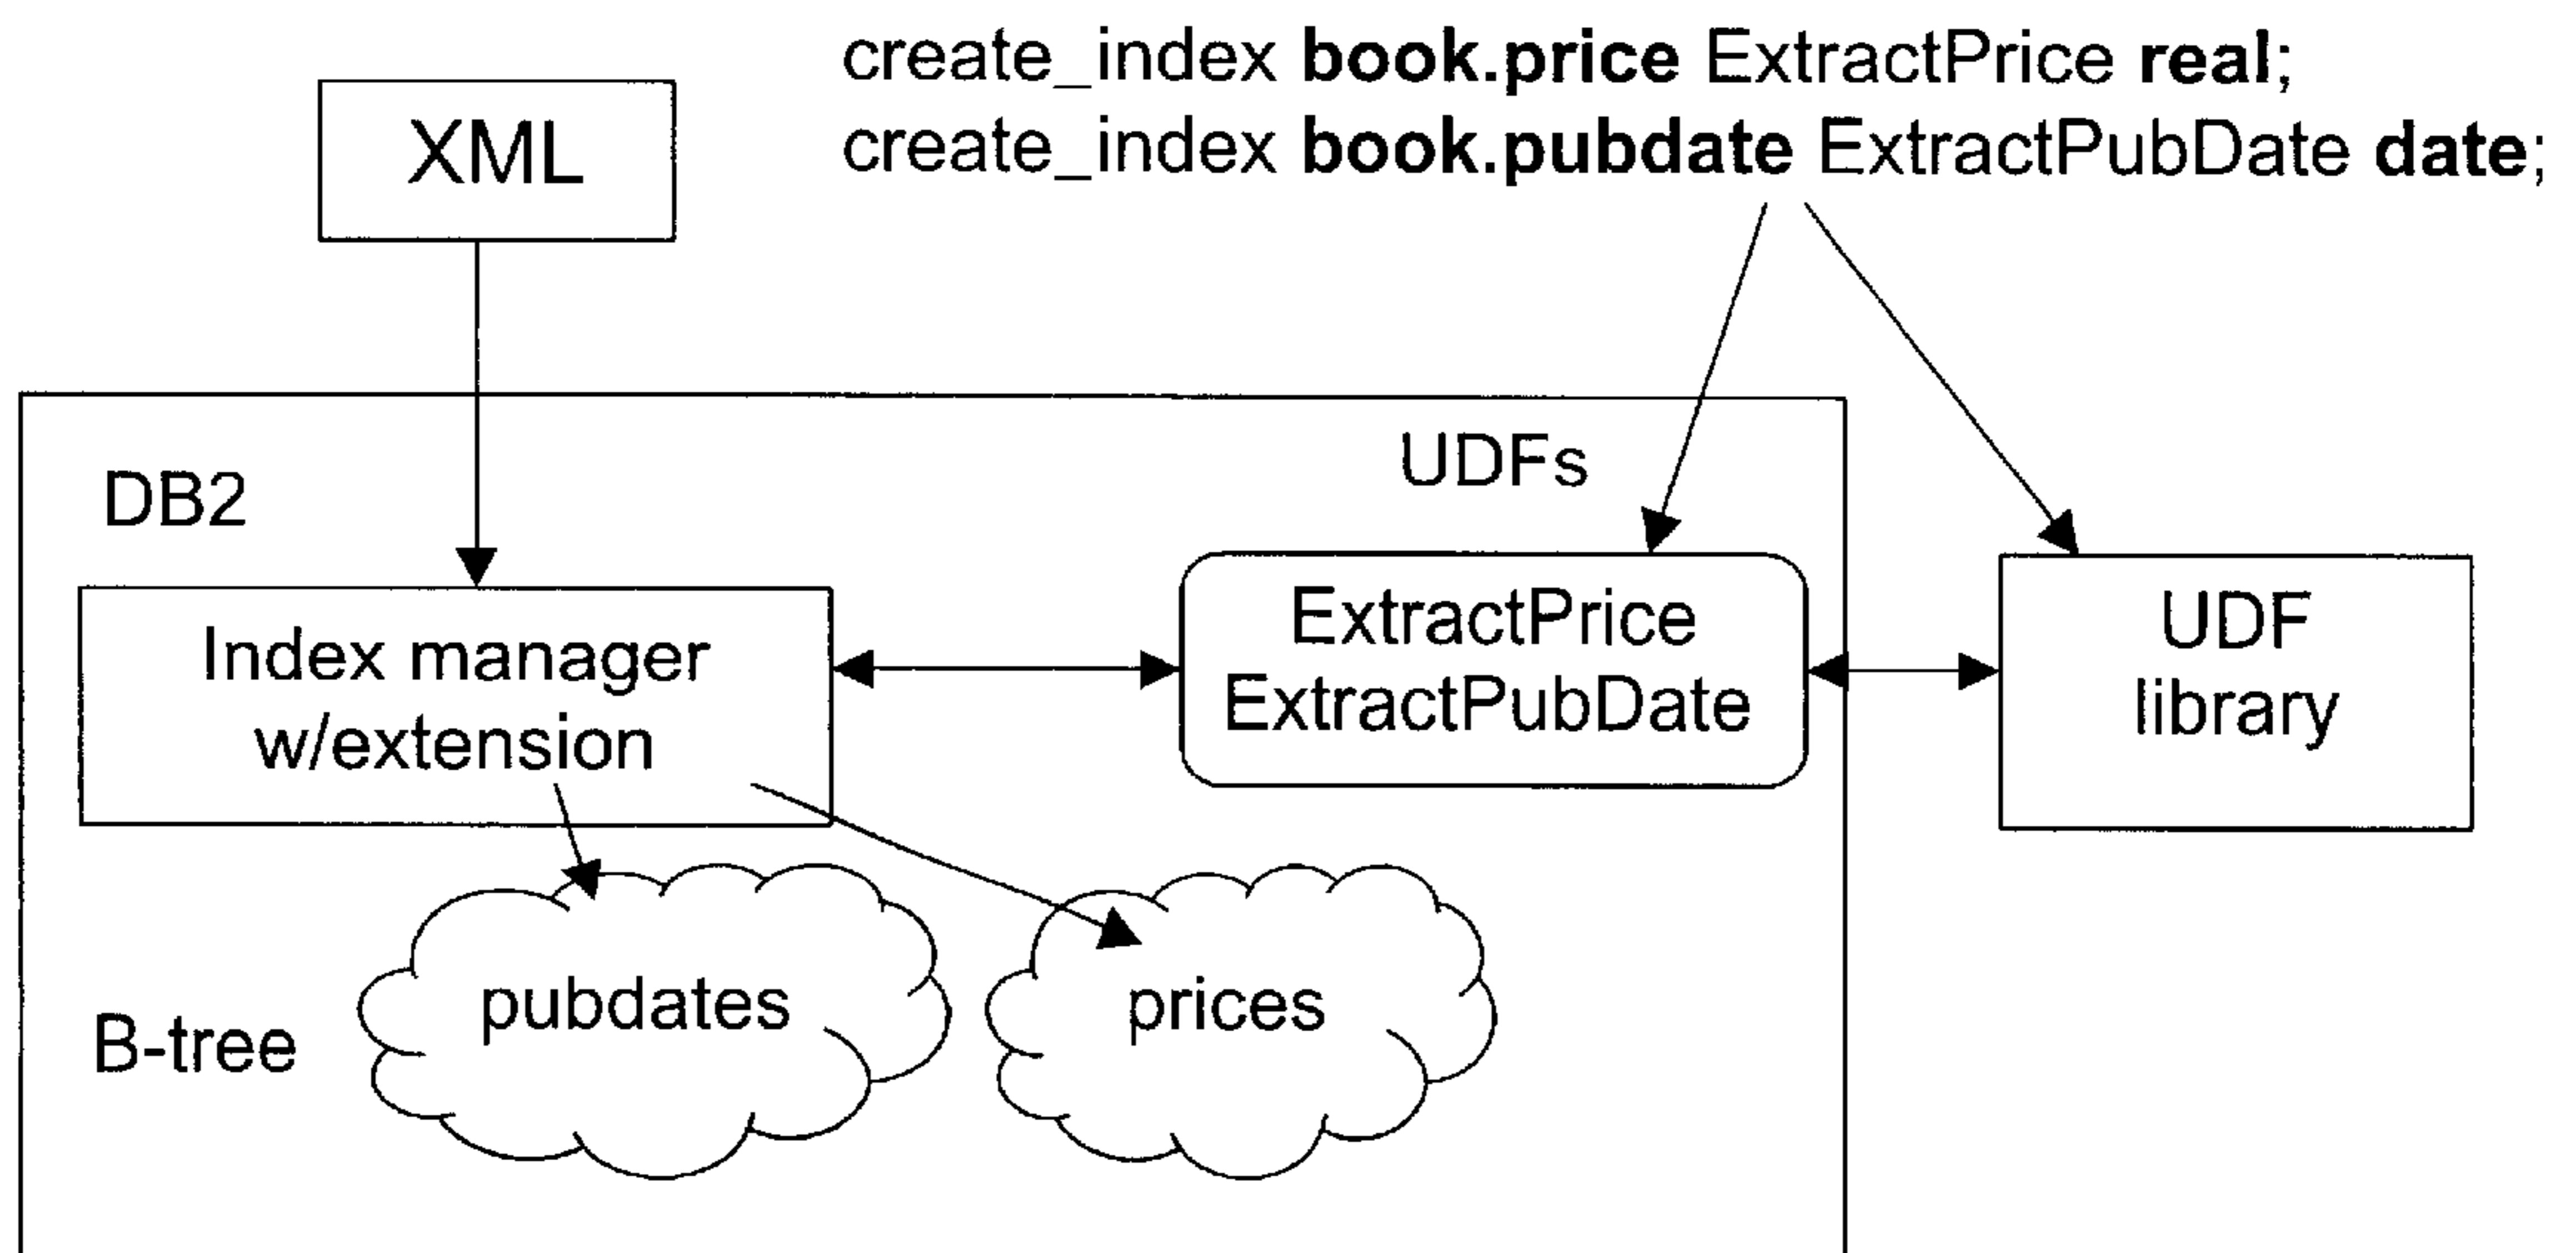 create_index book.price ExtractPrice real;
XML
create_index book.pubdate ExtractPubDate date;
UDFs
DB2
ExtractPrice
UDF
Index manager
ExtractPubDate
library
w/extension
pubdates
prices
B-tree